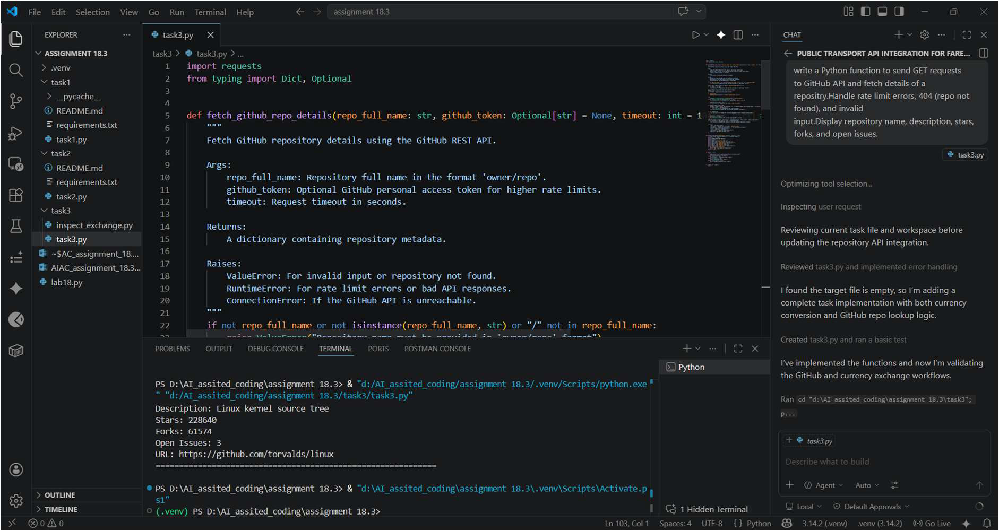 File Edit Selection View Go Run Terminal Help
assignment 18.3
EXPLORER
ASSIGNMENT 18.3
.venv
task1
__pycache__
README.md
requirements.txt
task1.py
task2
README.md
requirements.txt
task2.py
task3
inspect_exchange.py
task3.py
~$AC_assignment_18....
AIAC_assignment_18.3...
lab18.py
OUTLINE
TIMELINE
task3.py
task3 > task3.py > ...
1 import requests
2 from typing import Dict, Optional
3
4
5 def fetch_github_repo_details(repo_full_name: str, github_token: Optional[str] = None, timeout: int = 1
6 """
7 Fetch GitHub repository details using the GitHub REST API.
8
9 Args:
10 repo_full_name: Repository full name in the format 'owner/repo'.
11 github_token: Optional GitHub personal access token for higher rate limits.
12 timeout: Request timeout in seconds.
13
14 Returns:
15 A dictionary containing repository metadata.
16
17 Raises:
18 ValueError: For invalid input or repository not found.
19 RuntimeError: For rate limit errors or bad API responses.
20 ConnectionError: If the GitHub API is unreachable.
21 """
22 if not repo_full_name or not isinstance(repo_full_name, str) or "/" not in repo_full_name:
23 raise ValueError("Repository name must be provided in 'owner/repo' format")
PROBLEMS OUTPUT DEBUG CONSOLE TERMINAL PORTS POSTMAN CONSOLE
PS D:\AI_assited_coding\assignment 18.3> & "d:/AI_assited_coding/assignment 18.3/.venv/Scripts/python.exe
" "d:/AI_assited_coding/assignment 18.3/task3/task3.py"
Description: Linux kernel source tree
Stars: 228640
Forks: 61574
Open Issues: 3
URL: https://github.com/torvalds/linux
============================================================
PS D:\AI_assited_coding\assignment 18.3> & "d:\AI_assited_coding\assignment 18.3\.venv\Scripts\Activate.p
s1"
(.venv) PS D:\AI_assited_coding\assignment 18.3>
Python
1 Hidden Terminal
CHAT
PUBLIC TRANSPORT API INTEGRATION FOR FARE...
write a Python function to send GET requests
to GitHub API and fetch details of a
repositry.Handle rate limit errors, 404 (repo not
found), and invalid
input.Display repository name, description, stars,
forks, and open issues.
task3.py
Optimizing tool selection...
Inspecting user request
Reviewing current task file and workspace before
updating the repository API integration.
Reviewed task3.py and implemented error handling
I found the target file is empty, so I'm adding a
complete task implementation with both currency
conversion and GitHub repo lookup logic.
Created task3.py and ran a basic test
I've implemented the functions and now I'm validating
the GitHub and currency exchange workflows.
Ran cd "d:\AI_assited_coding\assignment 18.3\task3";
p...
task3.py
Describe what to build
Agent Auto
Local Default Approvals
0 0
Ln 103, Col 1 Spaces: 4 UTF-8 {} Python 3.14.2 (.venv) .venv (3.14.2) Go Live